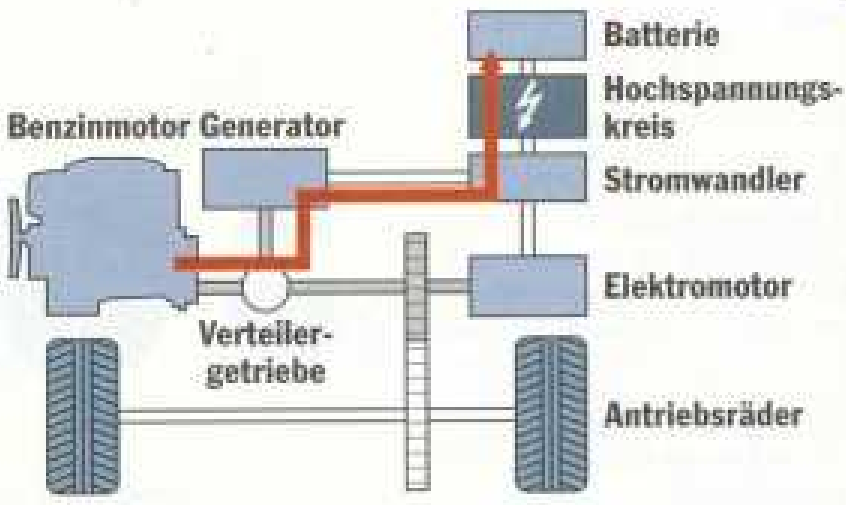 Batterie
Hochspannungs-
kreis
Benzinmotor Generator
Stromwandler
Elektromotor
Verteiler-
getriebe
Antriebsräder